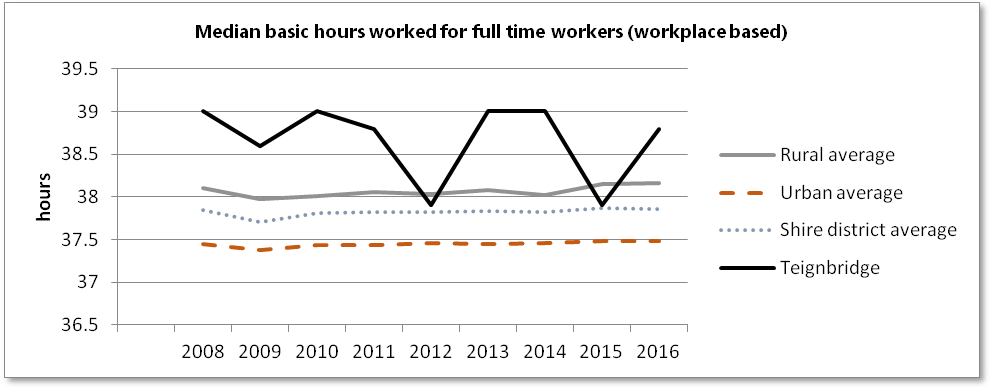 Median basic hours worked for full time workers (workplace based)
39.5
39
38.5
38
37.5
37
36.5
hours
2008 2009 2010 2011 2012 2013 2014 2015 2016
Rural average
Urban average
Shire district average
Teignbridge